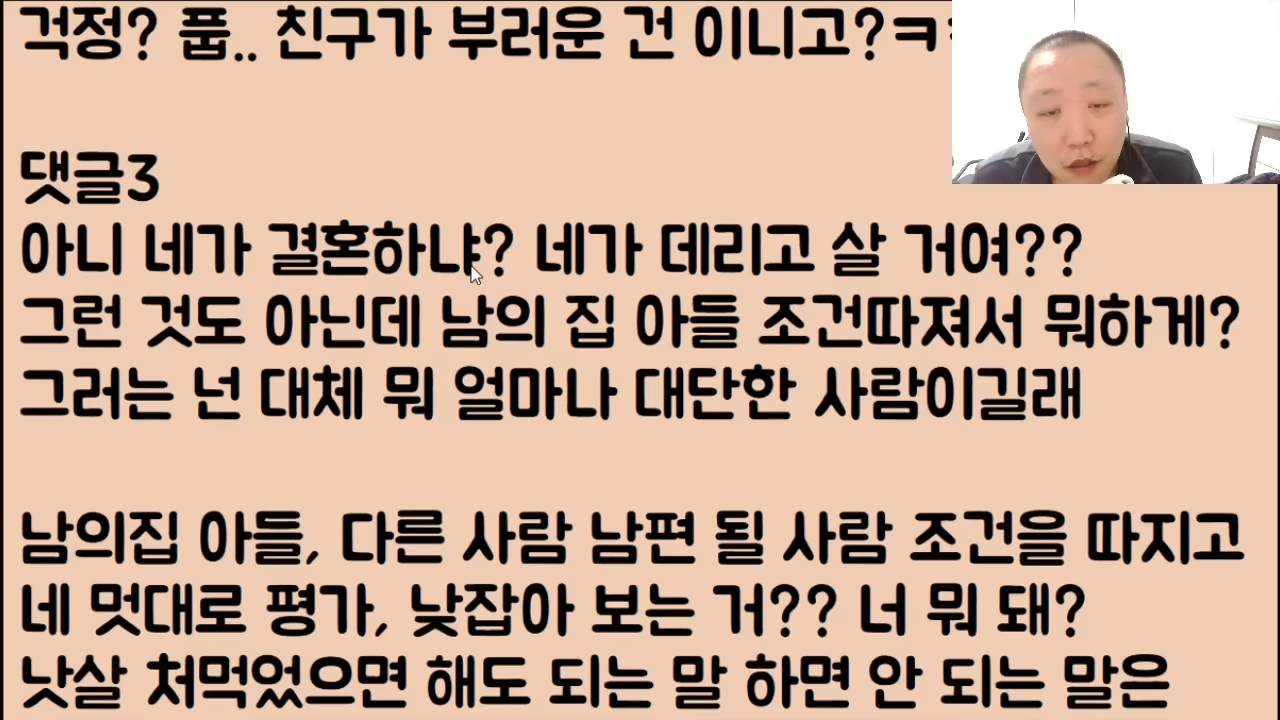 걱정? 풉.. 친구가 부러운 건 이니고?ㅋ
댓글3
아니 네가 결혼하냐? 네가 데리고 살 거여??
그런 것도 아닌데 남의 집 아들 조건따져서 뭐하게?
그러는 넌 대체 뭐 얼마나 대단한 사람이길래
남의집 아들, 다른 사람 남편 될 사람 조건을 따지고
네 멋대로 평가, 낮잡아 보는 거?? 너 뭐 돼?
낫살 처먹었으면 해도 되는 말 하면 안 되는 말은